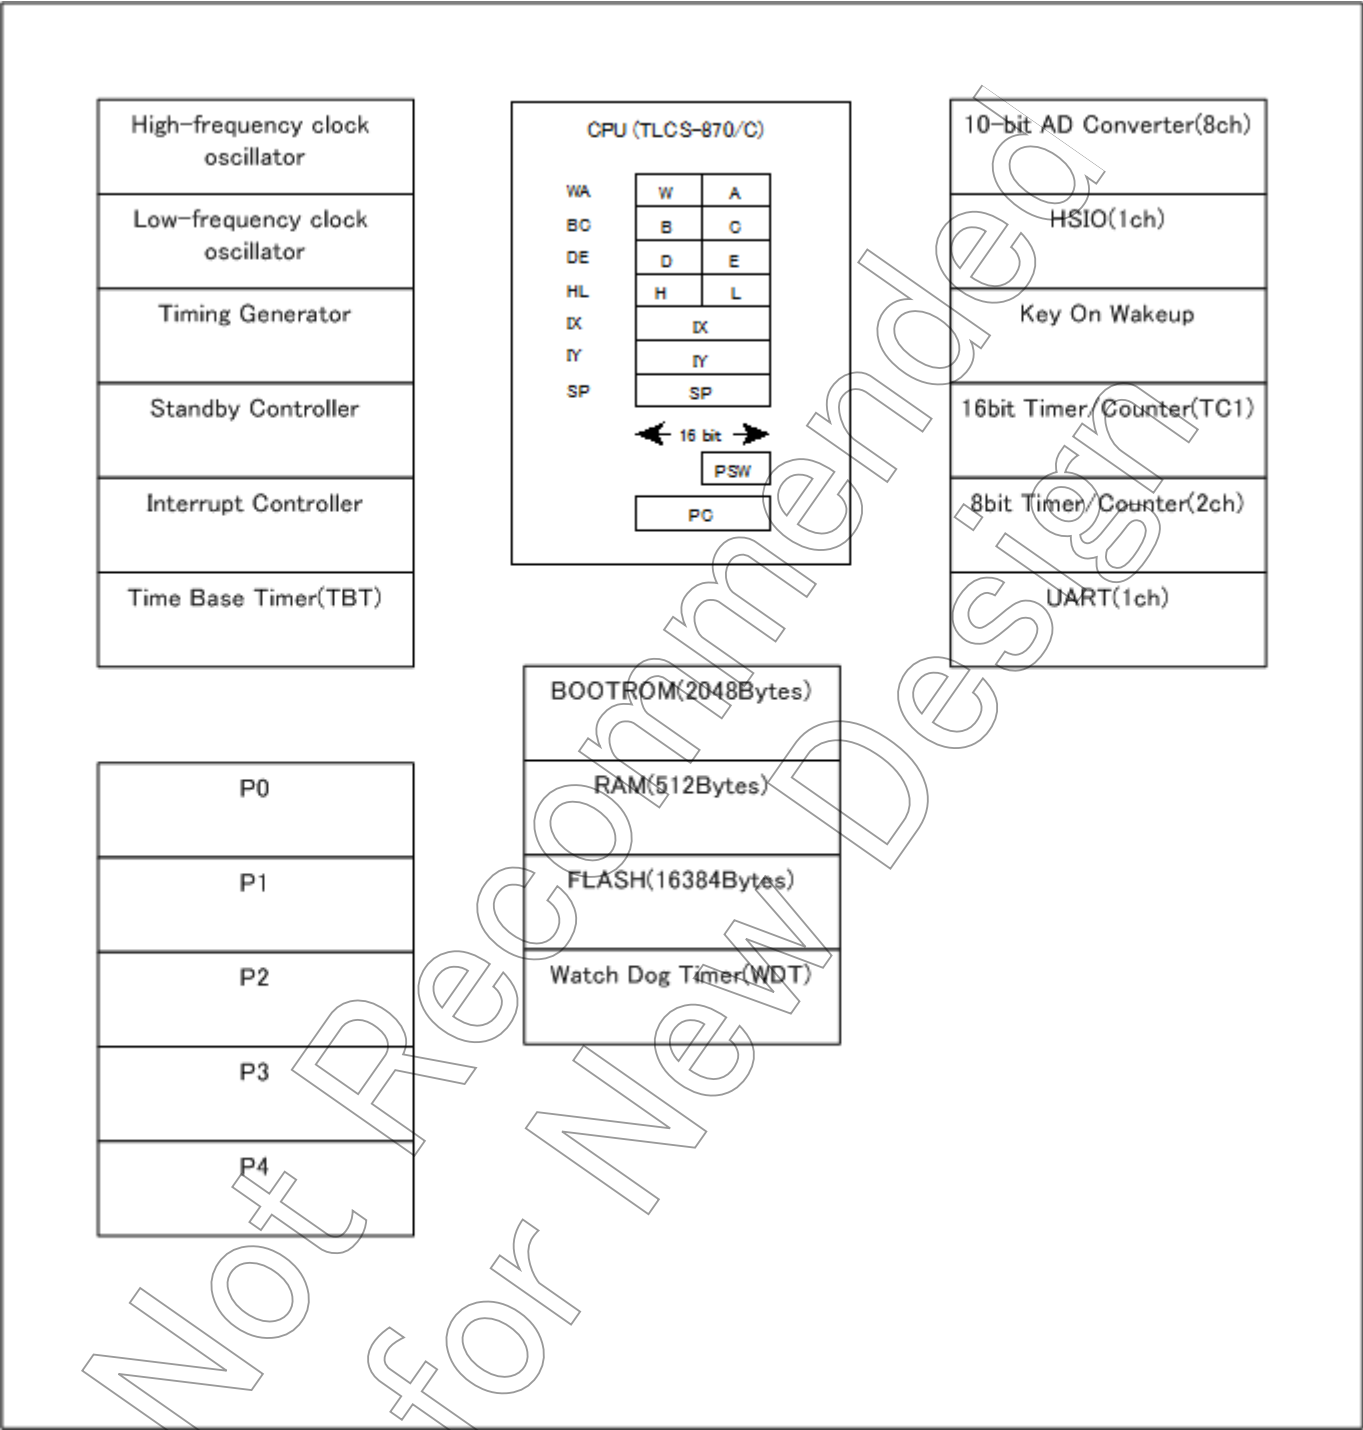 High-frequency clock
oscillator
Low-frequency clock
oscillator
Timing Generator
Standby Controller
Interrupt Controller
Time Base Timer(TBT)
CPU (TLCS-870/C)
WA W A
BC B C
DE D E
HL H L
IX IX
IY IY
SP SP
16 bit
PSW
PC
10-bit AD Converter(8ch)
HSIO(1ch)
Key On Wakeup
16bit Timer/Counter(TC1)
8bit Timer/Counter(2ch)
UART(1ch)
BOOTROM(2048Bytes)
RAM(512Bytes)
FLASH(16384Bytes)
Watch Dog Timer(WDT)
P0
P1
P2
P3
P4
Not Recommended
for New Design